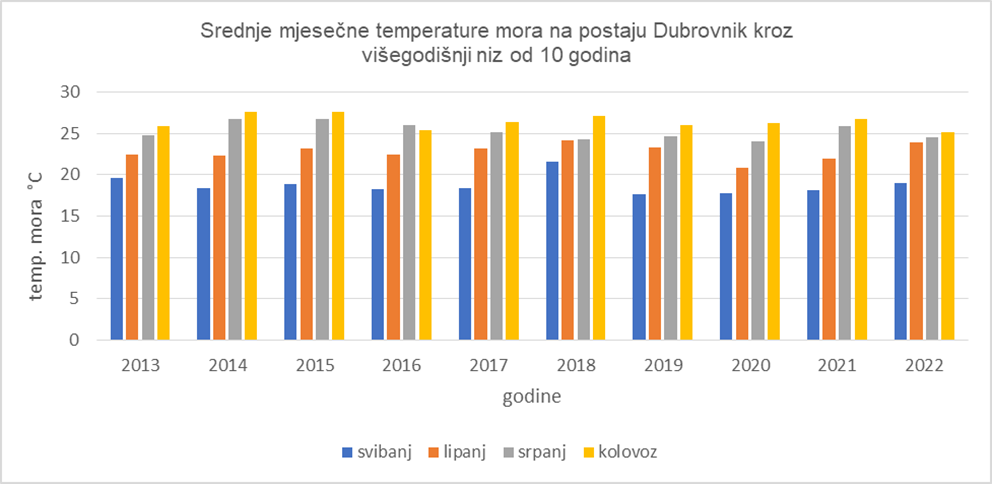 Srednje mjesečne temperature mora na postaju Dubrovnik kroz
višegodišnji niz od 10 godina
30
25
20
15
10
5
0
temp. mora °C
2013 2014 2015 2016 2017 2018 2019 2020 2021 2022
godine
svibanj lipanj srpanj kolovoz